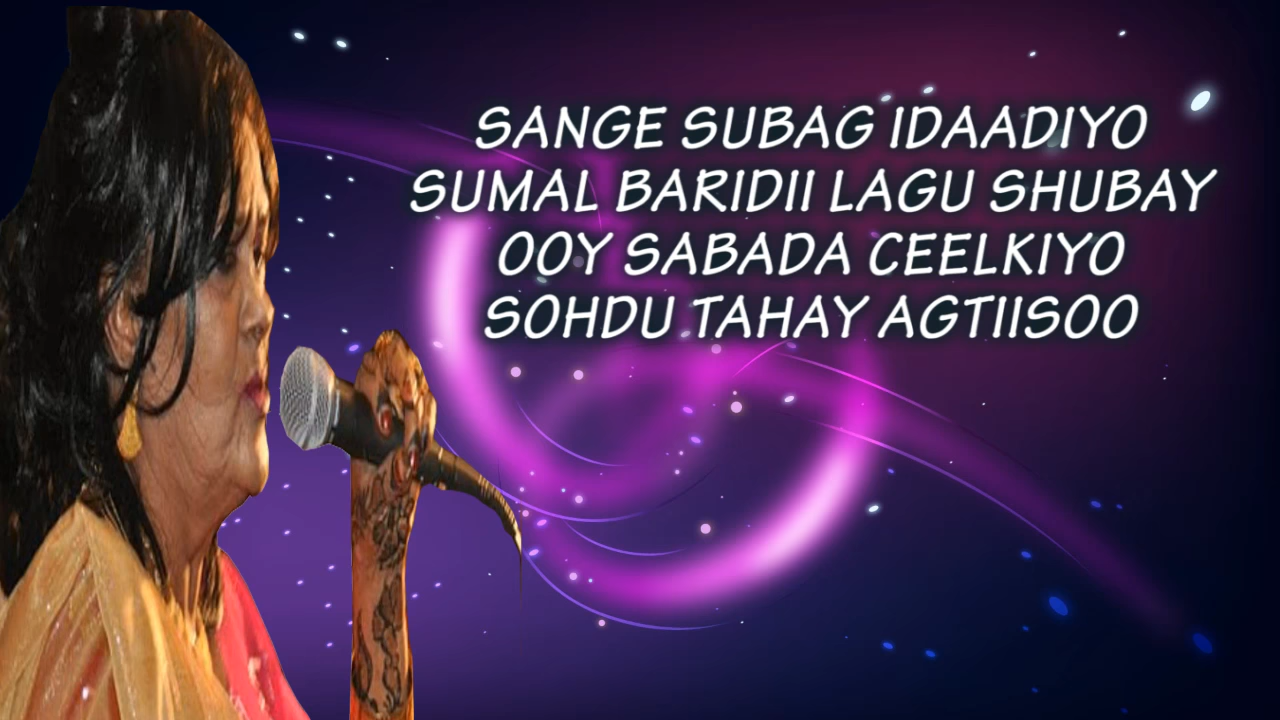 SANGE SUBAG IDAADIYO
SUMAL BARIDII LAGU SHUBAY
OOY SABADA CEELKIYO
SOHDU TAHAY AGTIISOO